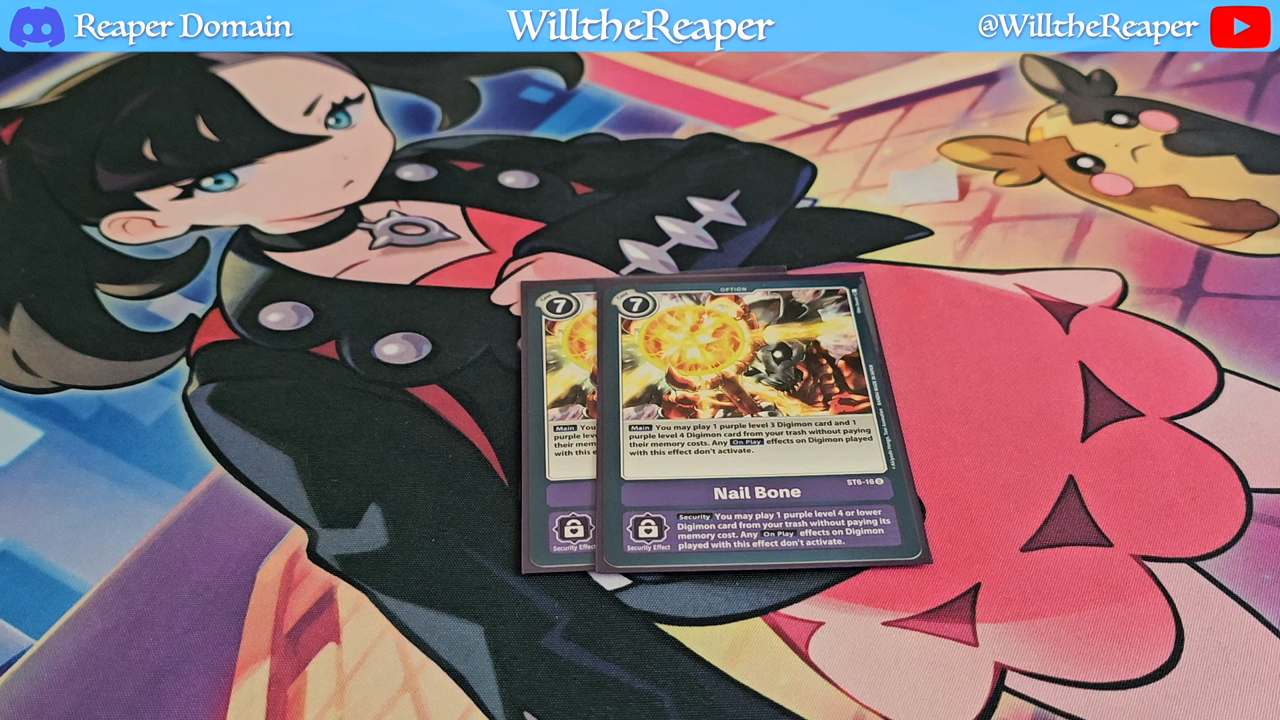 Reaper Domain
WilltheReaper
@WilltheReaper
7
Main You
purple lev
their mem
with this e
Security Effect
7
OPTION
Main You may play 1 purple level 3 Digimon card and 1
purple level 4 Digimon card from your trash without paying
their memory costs. Any On Play effects on Digimon played
with this effect don't activate.
ST6-16
Nail Bone
Security You may play 1 purple level 4 or lower
Digimon card from your trash without paying its
memory cost. Any On Play effects on Digimon
played with this effect don't activate.
Security Effect